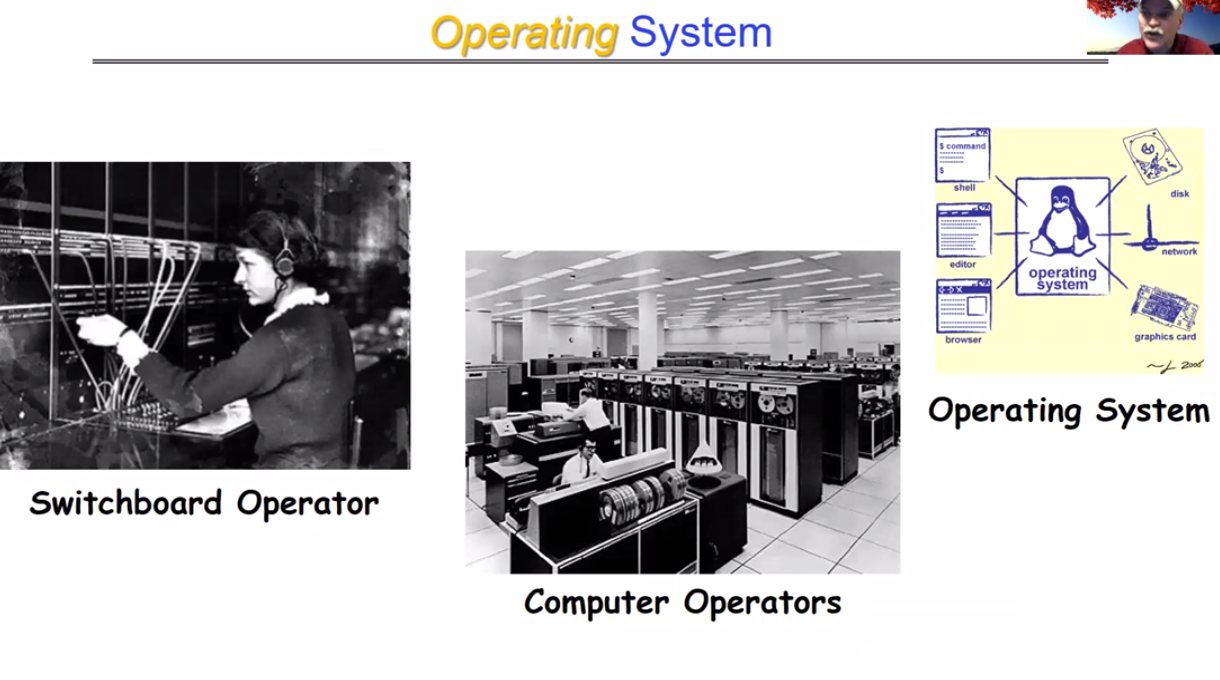 Operating System
Switchboard Operator
Computer Operators
$ command
$
shell
editor
browser
operating
system
disk
network
graphics card
2006
Operating System